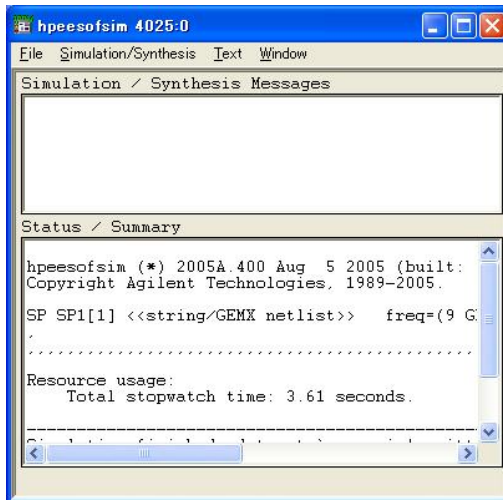 hpeesofsim 4025:0
File Simulation/Synthesis Text Window
Simulation / Synthesis Messages
Status / Summary
hpeesofsim (*) 2005A.400 Aug 5 2005 (built:
Copyright Agilent Technologies, 1989-2005.
SP SP1[1] <<string/GEMX netlist>> freq=(9 G
Resource usage:
Total stopwatch time: 3.61 seconds.